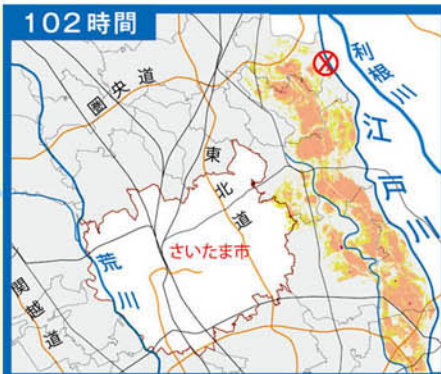 102時間
利根川
圏央道
江戸川
東北道
さいたま市
荒川
関越道